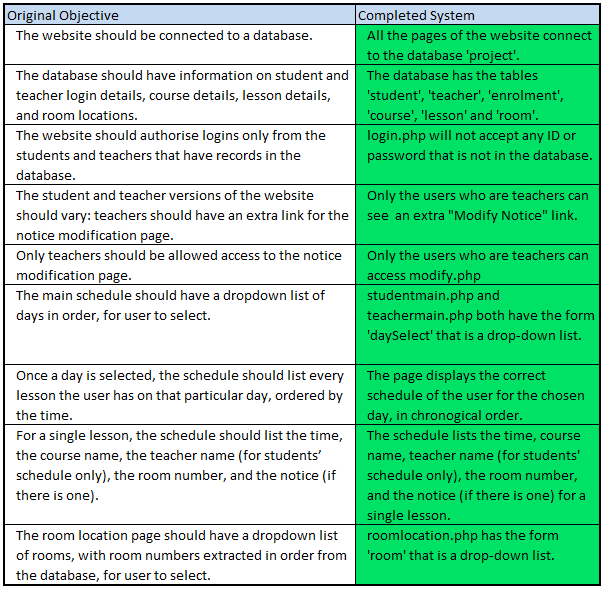 Original Objective
Completed System
The website should be connected to a database.
All the pages of the website connect
to the database 'project'.
The database should have information on student and
teacher login details, course details, lesson details,
and room locations.
The database has the tables
'student', 'teacher', 'enrolment',
'course', 'lesson' and 'room'.
The website should authorise logins only from the
students and teachers that have records in the
database.
login.php will not accept any ID or
password that is not in the database.
The student and teacher versions of the website
should vary: teachers should have an extra link for the
notice modification page.
Only the users who are teachers can
see an extra "Modify Notice" link.
Only teachers should be allowed access to the notice
modification page.
Only the users who are teachers can
access modify.php
The main schedule should have a dropdown list of
days in order, for user to select.
studentmain.php and
teachermain.php both have the form
'daySelect' that is a drop-down list.
Once a day is selected, the schedule should list every
lesson the user has on that particular day, ordered by
the time.
The page displays the correct
schedule of the user for the chosen
day, in chronogical order.
For a single lesson, the schedule should list the time,
the course name, the teacher name (for students’
schedule only), the room number, and the notice (if
there is one).
The schedule lists the time, course
name, teacher name (for students'
schedule only), the room number,
and the notice (if there is one) for a
single lesson.
The room location page should have a dropdown list
of rooms, with room numbers extracted in order from
the database, for user to select.
roomlocation.php has the form
'room' that is a drop-down list.